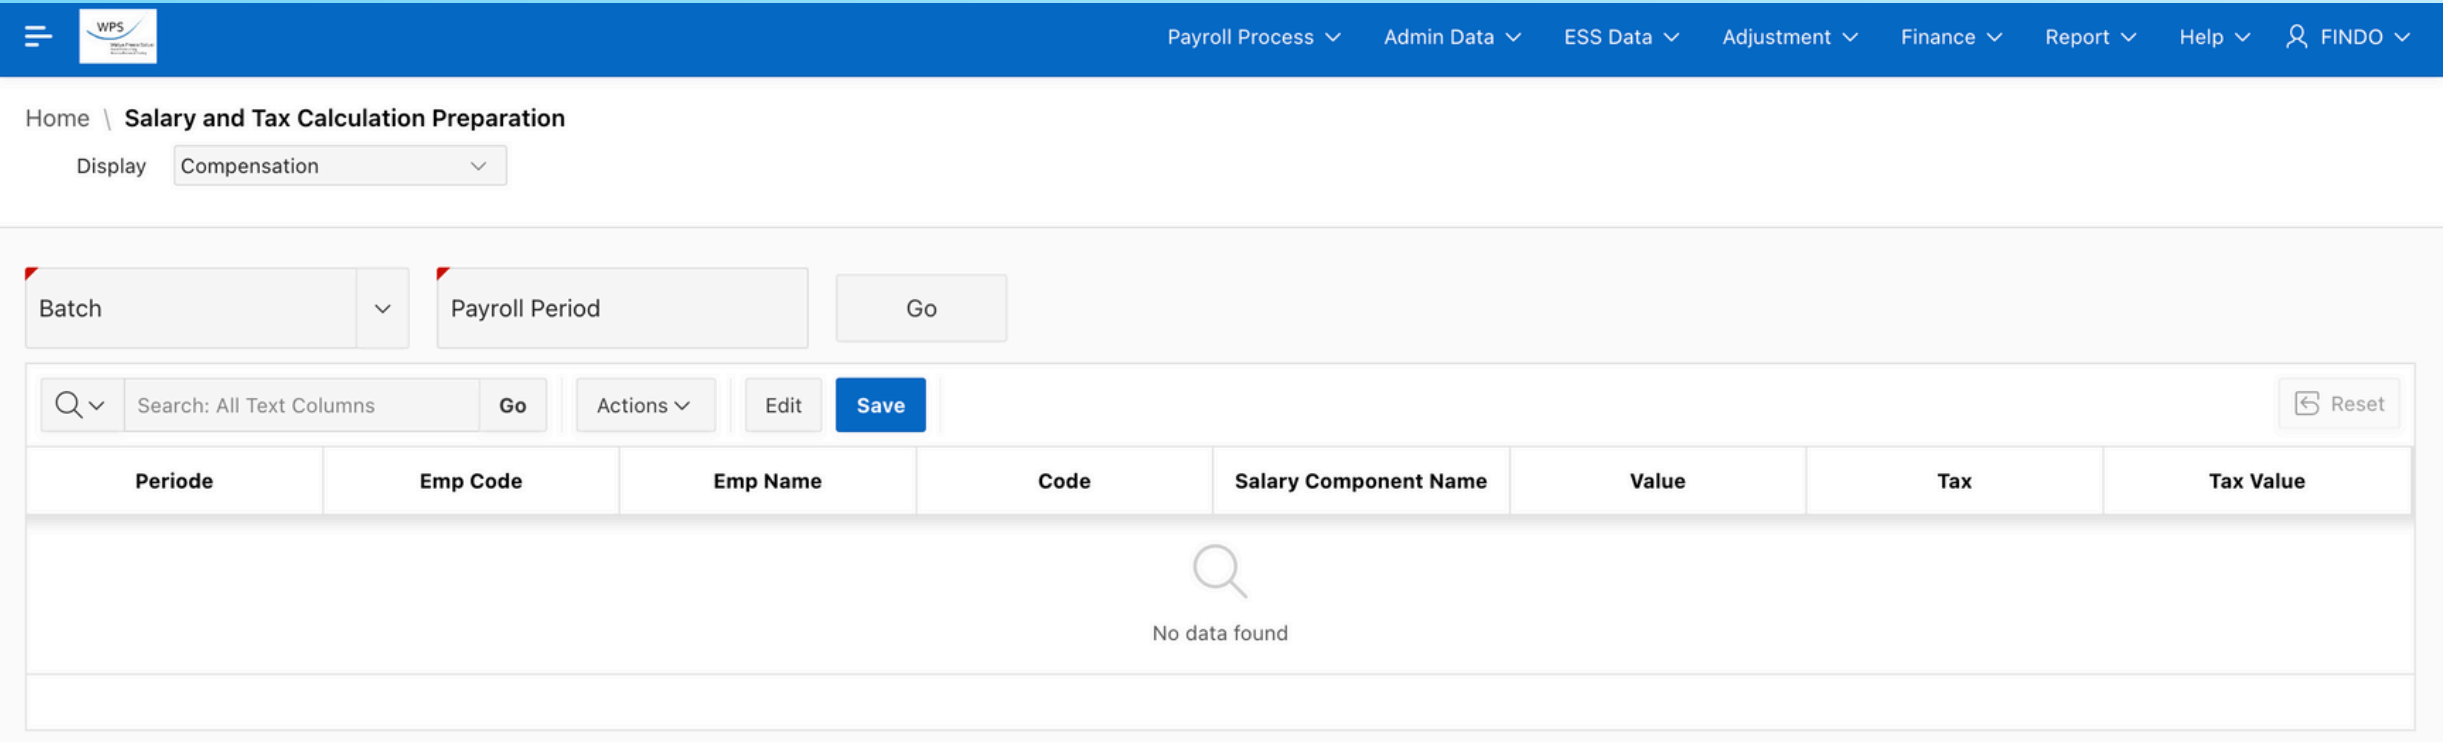 WPS
Payroll Process
Admin Data
ESS Data
Adjustment
Finance
Report
Help
FINDO
Home \ Salary and Tax Calculation Preparation
Display Compensation
Batch
Payroll Period
Go
Search: All Text Columns
Go
Actions
Edit
Save
Reset
Periode Emp Code Emp Name Code Salary Component Name Value Tax Tax Value
No data found